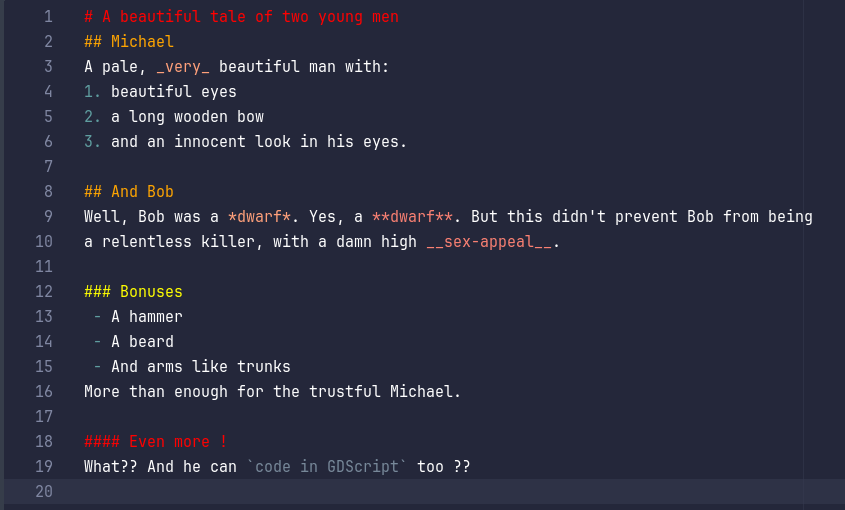 1 # A beautiful tale of two young men
2 ## Michael
3 A pale, _very_ beautiful man with:
4 1. beautiful eyes
5 2. a long wooden bow
6 3. and an innocent look in his eyes.
7
8 ## And Bob
9 Well, Bob was a *dwarf*. Yes, a **dwarf**. But this didn't prevent Bob from being
10 a relentless killer, with a damn high __sex-appeal__.
11
12 ### Bonuses
13  - A hammer
14  - A beard
15  - And arms like trunks
16 More than enough for the trustful Michael.
17
18 #### Even more !
19 What?? And he can `code in GDScript` too ??
20